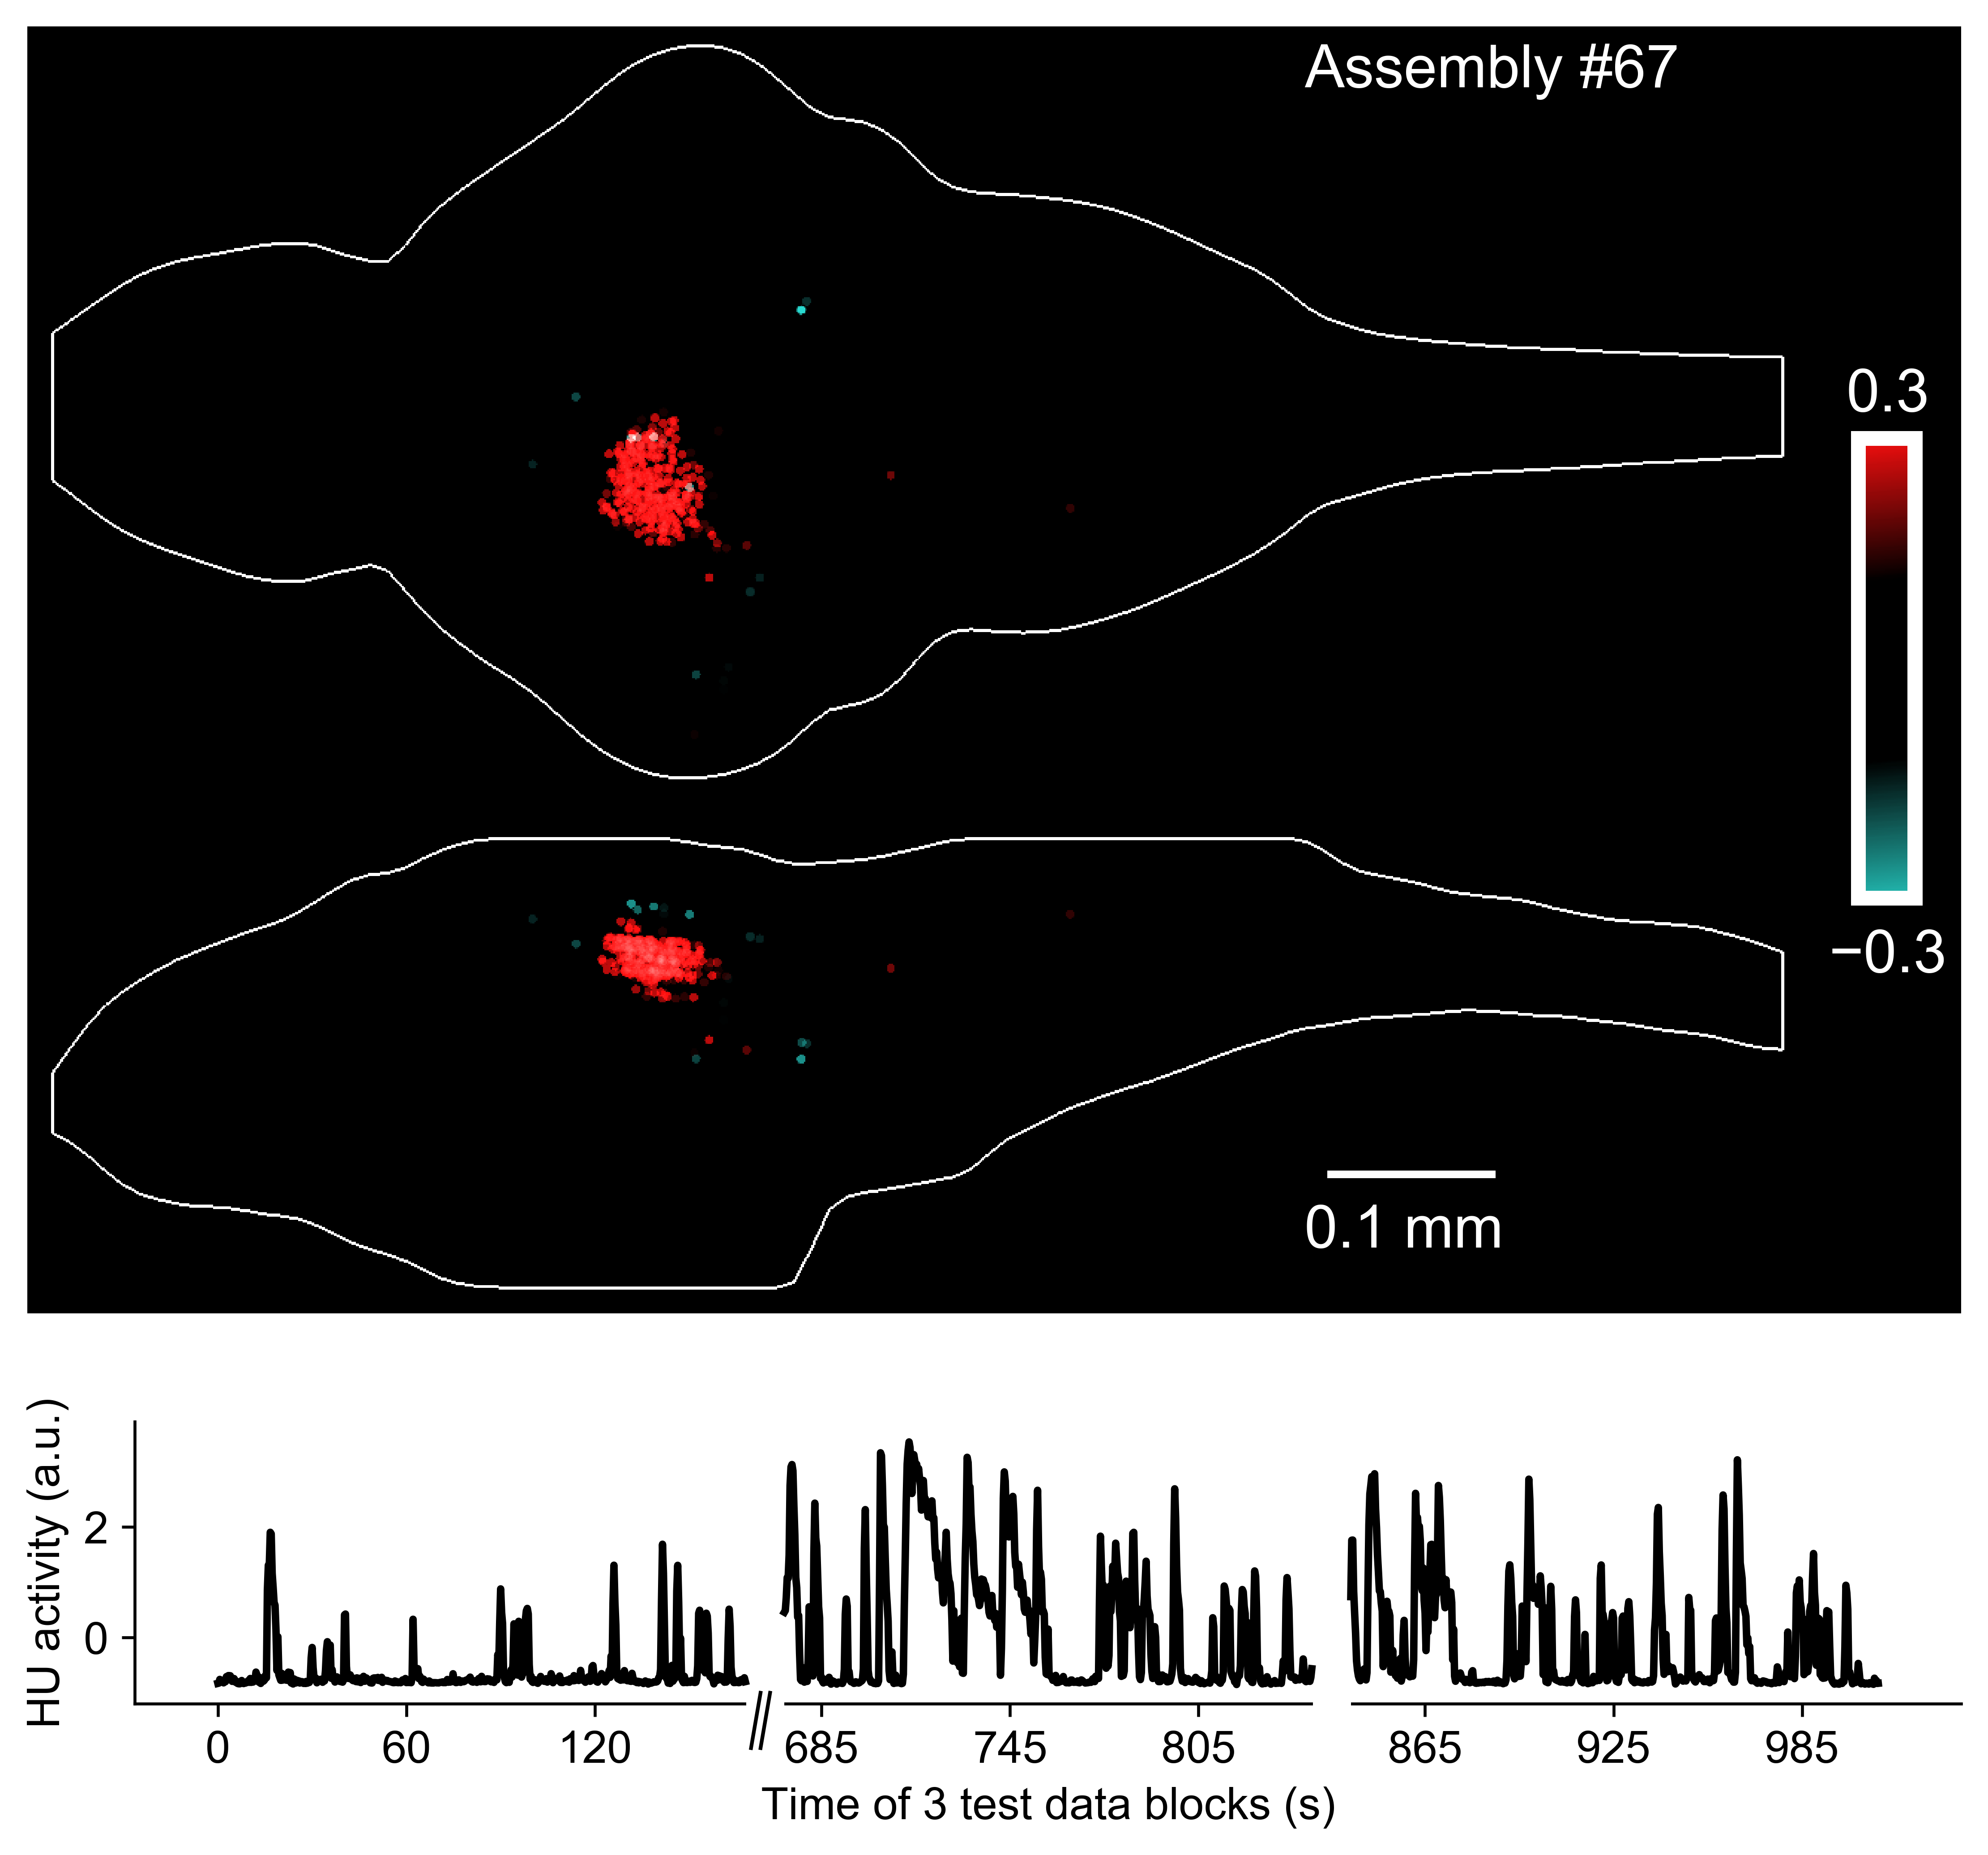 Assembly #67
0.3
−0.3
0.1 mm
HU activity (a.u.)
2
0
0 60 120 685 745 805 865 925 985
Time of 3 test data blocks (s)